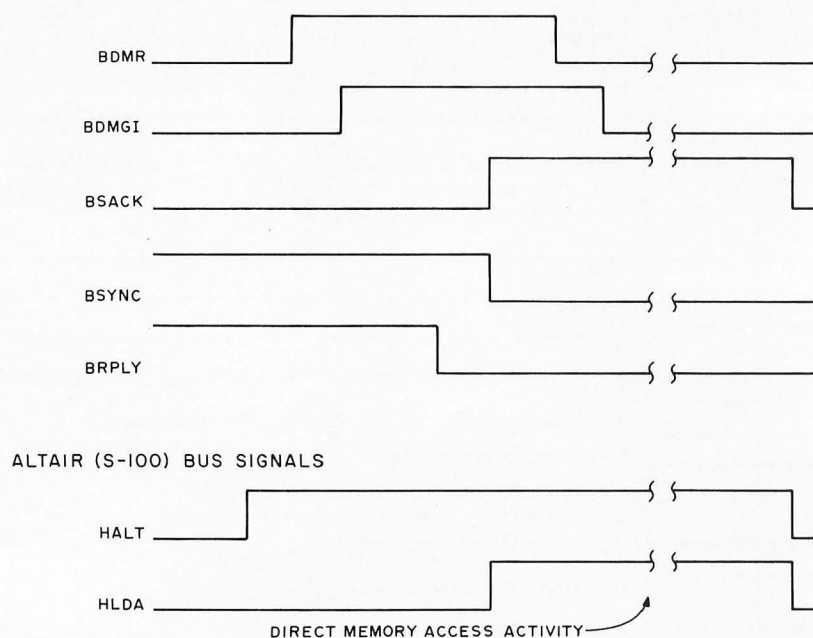 BDMR
BDMGI
BSACK
BSYNC
BRPLY
ALTAIR (S-100) BUS SIGNALS
HALT
HLDA
DIRECT MEMORY ACCESS ACTIVITY